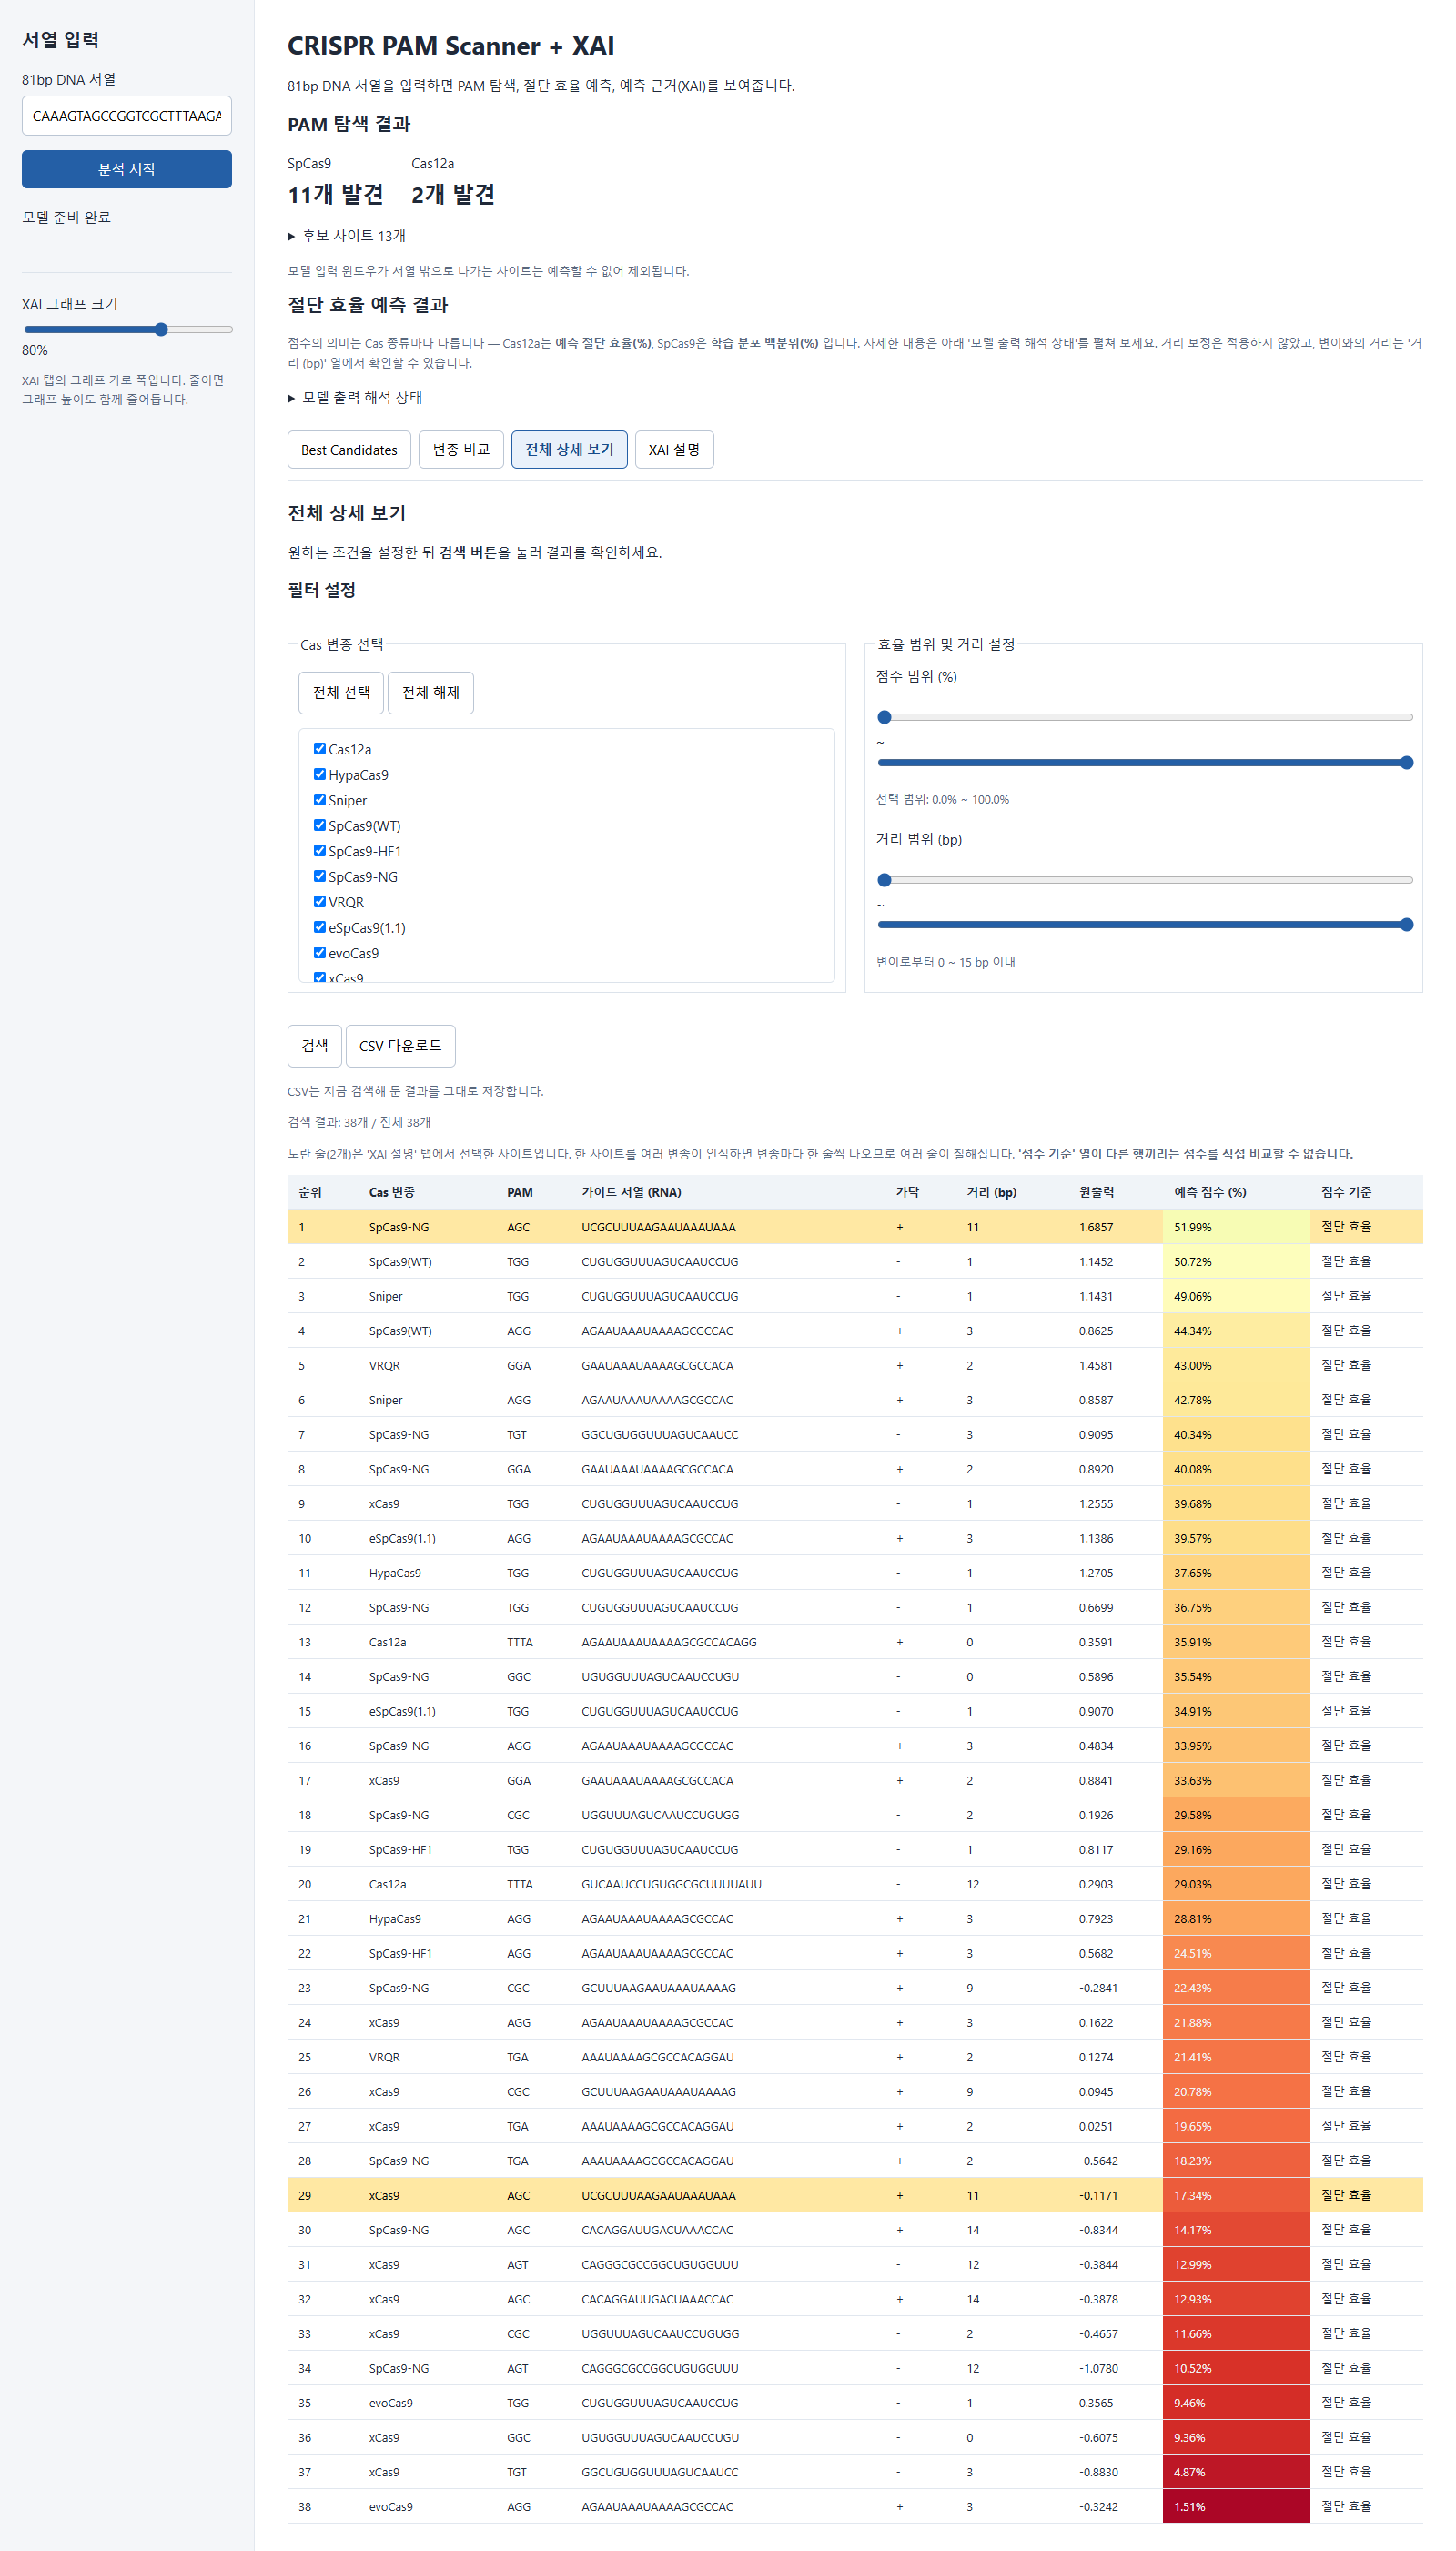 서열 입력
81bp DNA 서열
CAAAGTAGCCGGTCGCTTTAAGA
분석 시작
모델 준비 완료
XAI 그래프 크기
80%
XAI 탭의 그래프 가로 폭입니다. 줄이면
그래프 높이도 함께 줄어듭니다.
CRISPR PAM Scanner + XAI
81bp DNA 서열을 입력하면 PAM 탐색, 절단 효율 예측, 예측 근거(XAI)를 보여줍니다.
PAM 탐색 결과
SpCas9 Cas12a
11개 발견 2개 발견
후보 사이트 13개
모델 입력 윈도우가 서열 밖으로 나가는 사이트는 예측할 수 없어 제외됩니다.
절단 효율 예측 결과
점수의 의미는 Cas 종류마다 다릅니다 — Cas12a는 예측 절단 효율(%), SpCas9은 학습 분포 백분위(%) 입니다. 자세한 내용은 아래 '모델 출력 해석 상태'를 펼쳐 보세요. 거리 보정은 적용하지 않았고, 변이와의 거리는 '거
리 (bp)' 열에서 확인할 수 있습니다.
모델 출력 해석 상태
Best Candidates 변종 비교 전체 상세 보기 XAI 설명
전체 상세 보기
원하는 조건을 설정한 뒤 검색 버튼을 눌러 결과를 확인하세요.
필터 설정
Cas 변종 선택
전체 선택 전체 해제
Cas12a
HypaCas9
Sniper
SpCas9(WT)
SpCas9-HF1
SpCas9-NG
VRQR
eSpCas9(1.1)
evoCas9
xCas9
효율 범위 및 거리 설정
점수 범위 (%)
~
선택 범위: 0.0% ~ 100.0%
거리 범위 (bp)
~
변이로부터 0 ~ 15 bp 이내
검색 CSV 다운로드
CSV는 지금 검색해 둔 결과를 그대로 저장합니다.
검색 결과: 38개 / 전체 38개
노란 줄(2개)은 'XAI 설명' 탭에서 선택한 사이트입니다. 한 사이트를 여러 변종이 인식하면 변종마다 한 줄씩 나오므로 여러 줄이 칠해집니다. '점수 기준' 열이 다른 행끼리는 점수를 직접 비교할 수 없습니다.
순위 Cas 변종 PAM 가이드 서열 (RNA) 가닥 거리 (bp) 원출력 예측 점수 (%) 점수 기준
1 SpCas9-NG AGC UCGCUUUAAGAAUAAAUAAA + 11 1.6857 51.99% 절단 효율
2 SpCas9(WT) TGG CUGUGGUUUAGUCAAUCCUG - 1 1.1452 50.72% 절단 효율
3 Sniper TGG CUGUGGUUUAGUCAAUCCUG - 1 1.1431 49.06% 절단 효율
4 SpCas9(WT) AGG AGAAUAAAUAAAAGCGCCAC + 3 0.8625 44.34% 절단 효율
5 VRQR GGA GAAUAAAUAAAAGCGCCACA + 2 1.4581 43.00% 절단 효율
6 Sniper AGG AGAAUAAAUAAAAGCGCCAC + 3 0.8587 42.78% 절단 효율
7 SpCas9-NG TGT GGCUGUGGUUUAGUCAAUCC - 3 0.9095 40.34% 절단 효율
8 SpCas9-NG GGA GAAUAAAUAAAAGCGCCACA + 2 0.8920 40.08% 절단 효율
9 xCas9 TGG CUGUGGUUUAGUCAAUCCUG - 1 1.2555 39.68% 절단 효율
10 eSpCas9(1.1) AGG AGAAUAAAUAAAAGCGCCAC + 3 1.1386 39.57% 절단 효율
11 HypaCas9 TGG CUGUGGUUUAGUCAAUCCUG - 1 1.2705 37.65% 절단 효율
12 SpCas9-NG TGG CUGUGGUUUAGUCAAUCCUG - 1 0.6699 36.75% 절단 효율
13 Cas12a TTTA AGAAUAAAUAAAAGCGCCACAGG + 0 0.3591 35.91% 절단 효율
14 SpCas9-NG GGC UGUGGUUUAGUCAAUCCUGU - 0 0.5896 35.54% 절단 효율
15 eSpCas9(1.1) TGG CUGUGGUUUAGUCAAUCCUG - 1 0.9070 34.91% 절단 효율
16 SpCas9-NG AGG AGAAUAAAUAAAAGCGCCAC + 3 0.4834 33.95% 절단 효율
17 xCas9 GGA GAAUAAAUAAAAGCGCCACA + 2 0.8841 33.63% 절단 효율
18 SpCas9-NG CGC UGGUUUAGUCAAUCCUGUGG - 2 0.1926 29.58% 절단 효율
19 SpCas9-HF1 TGG CUGUGGUUUAGUCAAUCCUG - 1 0.8117 29.16% 절단 효율
20 Cas12a TTTA GUCAAUCCUGUGGCGCUUUUAUU - 12 0.2903 29.03% 절단 효율
21 HypaCas9 AGG AGAAUAAAUAAAAGCGCCAC + 3 0.7923 28.81% 절단 효율
22 SpCas9-HF1 AGG AGAAUAAAUAAAAGCGCCAC + 3 0.5682 24.51% 절단 효율
23 SpCas9-NG CGC GCUUUAAGAAUAAAUAAAAG + 9 -0.2841 22.43% 절단 효율
24 xCas9 AGG AGAAUAAAUAAAAGCGCCAC + 3 0.1622 21.88% 절단 효율
25 VRQR TGA AAAUAAAAGCGCCACAGGAU + 2 0.1274 21.41% 절단 효율
26 xCas9 CGC GCUUUAAGAAUAAAUAAAAG + 9 0.0945 20.78% 절단 효율
27 xCas9 TGA AAAUAAAAGCGCCACAGGAU + 2 0.0251 19.65% 절단 효율
28 SpCas9-NG TGA AAAUAAAAGCGCCACAGGAU + 2 -0.5642 18.23% 절단 효율
29 xCas9 AGC UCGCUUUAAGAAUAAAUAAA + 11 -0.1171 17.34% 절단 효율
30 SpCas9-NG AGC CACAGGAUUGACUAAACCAC + 14 -0.8344 14.17% 절단 효율
31 xCas9 AGT CAGGGCGCCGGCUGUGGUUU - 12 -0.3844 12.99% 절단 효율
32 xCas9 AGC CACAGGAUUGACUAAACCAC + 14 -0.3878 12.93% 절단 효율
33 xCas9 CGC UGGUUUAGUCAAUCCUGUGG - 2 -0.4657 11.66% 절단 효율
34 SpCas9-NG AGT CAGGGCGCCGGCUGUGGUUU - 12 -1.0780 10.52% 절단 효율
35 evoCas9 TGG CUGUGGUUUAGUCAAUCCUG - 1 0.3565 9.46% 절단 효율
36 xCas9 GGC UGUGGUUUAGUCAAUCCUGU - 0 -0.6075 9.36% 절단 효율
37 xCas9 TGT GGCUGUGGUUUAGUCAAUCC - 3 -0.8830 4.87% 절단 효율
38 evoCas9 AGG AGAAUAAAUAAAAGCGCCAC + 3 -0.3242 1.51% 절단 효율